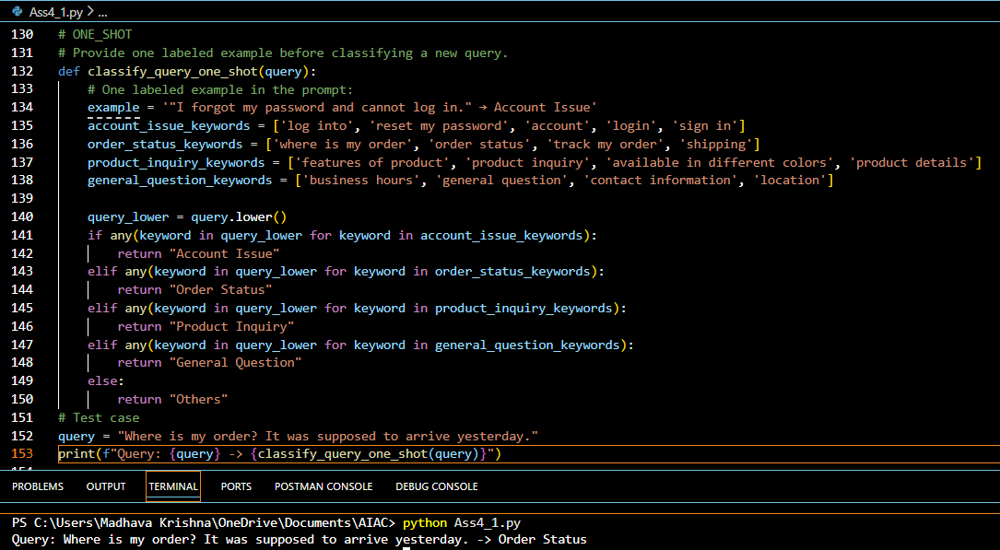 Ass4_1.py > ...
130 # ONE_SHOT
131 # Provide one labeled example before classifying a new query.
132 def classify_query_one_shot(query):
133     # One labeled example in the prompt:
134     example = '"I forgot my password and cannot log in." → Account Issue'
135     account_issue_keywords = ['log into', 'reset my password', 'account', 'login', 'sign in']
136     order_status_keywords = ['where is my order', 'order status', 'track my order', 'shipping']
137     product_inquiry_keywords = ['features of product', 'product inquiry', 'available in different colors', 'product details']
138     general_question_keywords = ['business hours', 'general question', 'contact information', 'location']
139
140     query_lower = query.lower()
141     if any(keyword in query_lower for keyword in account_issue_keywords):
142         return "Account Issue"
143     elif any(keyword in query_lower for keyword in order_status_keywords):
144         return "Order Status"
145     elif any(keyword in query_lower for keyword in product_inquiry_keywords):
146         return "Product Inquiry"
147     elif any(keyword in query_lower for keyword in general_question_keywords):
148         return "General Question"
149     else:
150         return "Others"
151 # Test case
152 query = "Where is my order? It was supposed to arrive yesterday."
153 print(f"Query: {query} -> {classify_query_one_shot(query)}")
PROBLEMS OUTPUT TERMINAL PORTS POSTMAN CONSOLE DEBUG CONSOLE
PS C:\Users\Madhava Krishna\OneDrive\Documents\AIAC> python Ass4_1.py
Query: Where is my order? It was supposed to arrive yesterday. -> Order Status